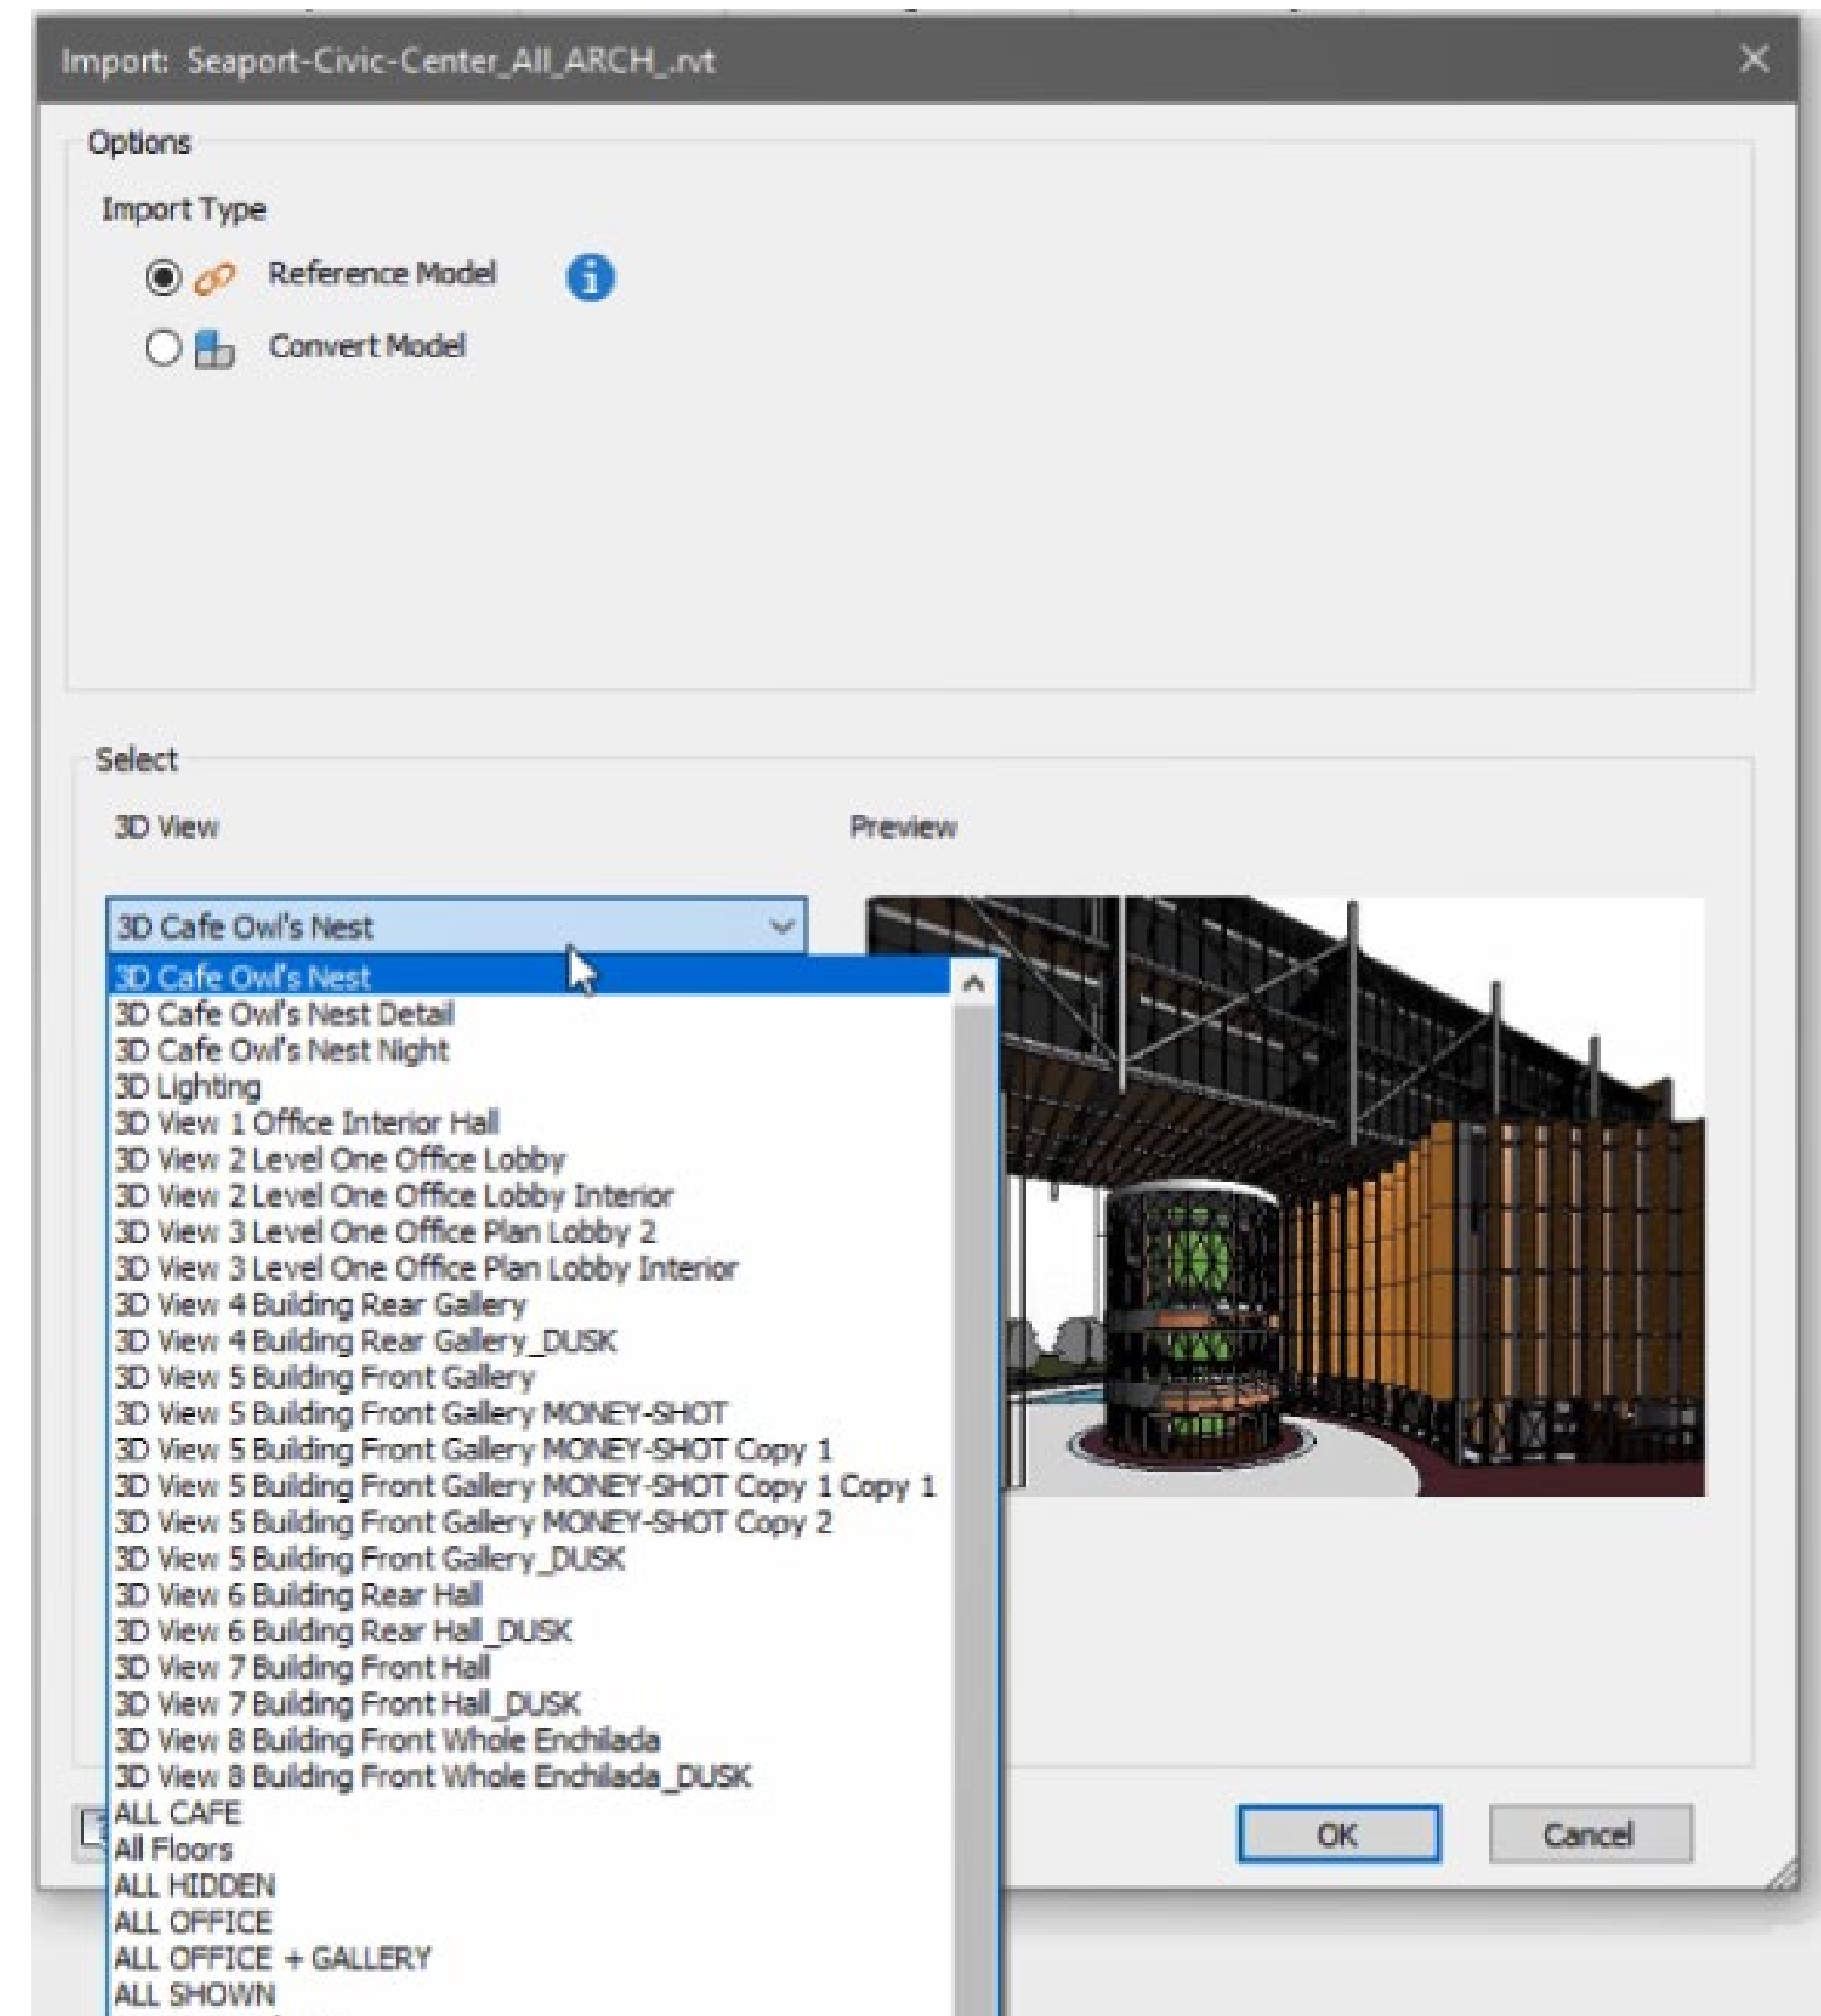 Import: Seaport-Civic-Center_All_ARCH_.rvt
Options
Import Type
Reference Model
Convert Model
Select
3D View
Preview
3D Cafe Owl's Nest
3D Cafe Owl's Nest
3D Cafe Owl's Nest Detail
3D Cafe Owl's Nest Night
3D Lighting
3D View 1 Office Interior Hall
3D View 2 Level One Office Lobby
3D View 2 Level One Office Lobby Interior
3D View 3 Level One Office Plan Lobby 2
3D View 3 Level One Office Plan Lobby Interior
3D View 4 Building Rear Gallery
3D View 4 Building Rear Gallery_DUSK
3D View 5 Building Front Gallery
3D View 5 Building Front Gallery MONEY-SHOT
3D View 5 Building Front Gallery MONEY-SHOT Copy 1
3D View 5 Building Front Gallery MONEY-SHOT Copy 1 Copy 1
3D View 5 Building Front Gallery MONEY-SHOT Copy 2
3D View 5 Building Front Gallery_DUSK
3D View 6 Building Rear Hall
3D View 6 Building Rear Hall_DUSK
3D View 7 Building Front Hall
3D View 7 Building Front Hall_DUSK
3D View 8 Building Front Whole Enchilada
3D View 8 Building Front Whole Enchilada_DUSK
ALL CAFE
All Floors
ALL HIDDEN
ALL OFFICE
ALL OFFICE + GALLERY
ALL SHOWN
OK
Cancel